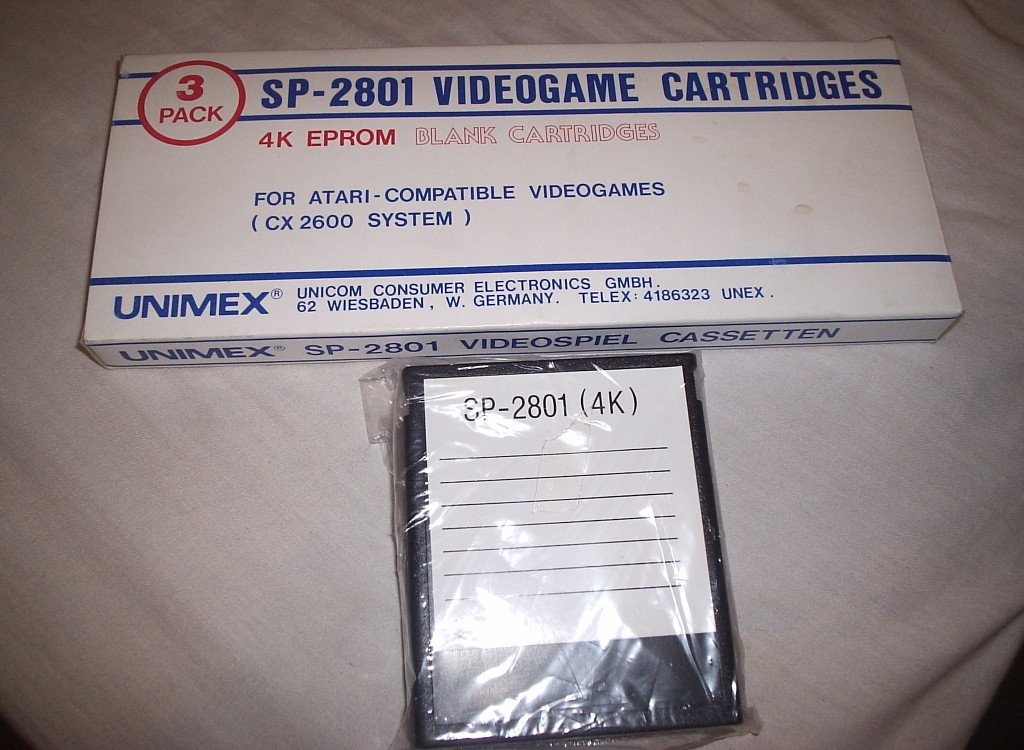 3
PACK
SP-2801 VIDEOGAME CARTRIDGES
4K EPROM BLANK CARTRIDGES
FOR ATARI-COMPATIBLE VIDEOGAMES
( CX 2600 SYSTEM )
UNIMEX® UNICOM CONSUMER ELECTRONICS GMBH.
62 WIESBADEN, W. GERMANY. TELEX: 4186323 UNEX.
UNIMEX® SP-2801 VIDEOSPIEL CASSETTEN
SP-2801 (4K)